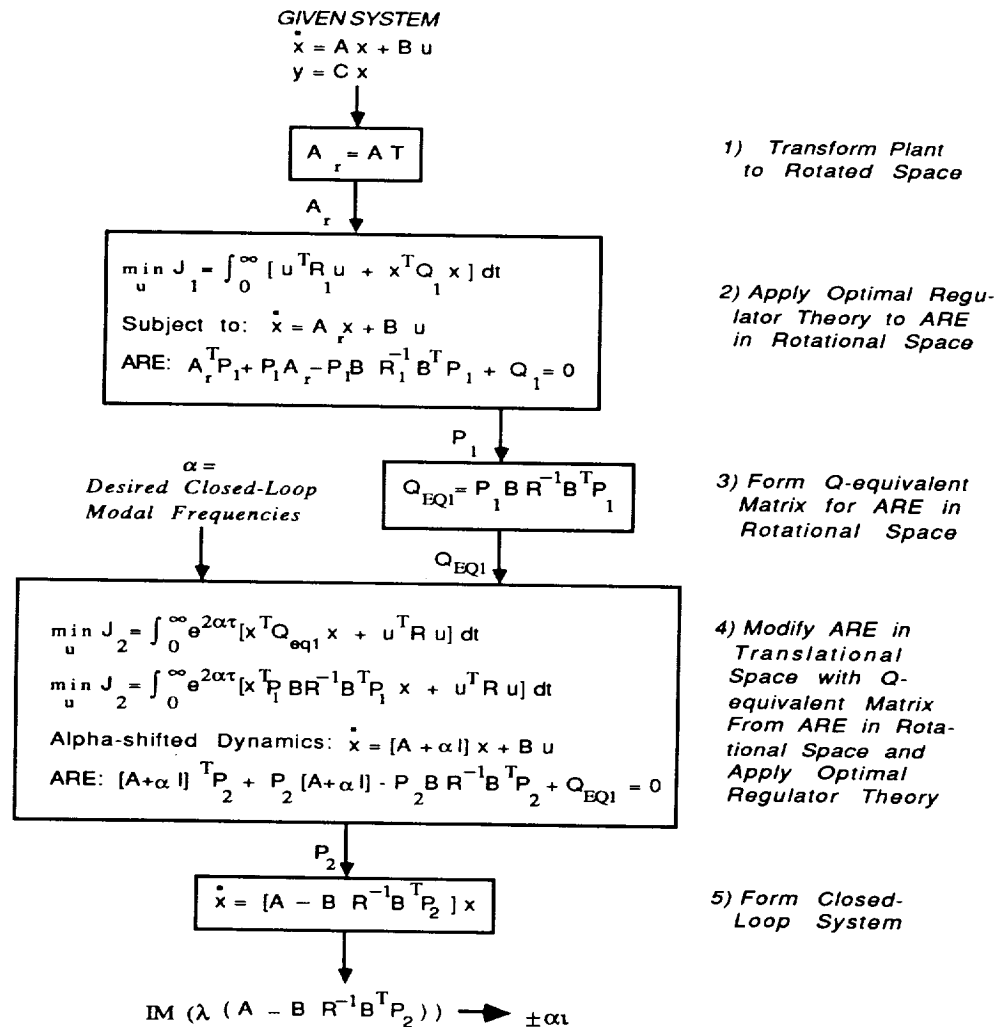 GIVEN SYSTEM
ẋ = A x + B u
y = C x
A_r = A T
1) Transform Plant
to Rotated Space
A_r
min_u J_1 = ∫_0^∞ [ u^T R_1 u + x^T Q_1 x ] dt
Subject to: ẋ = A_r x + B u
ARE: A_r^T P_1 + P_1 A_r – P_1 B R_1^{-1} B^T P_1 + Q_1 = 0
2) Apply Optimal Regu-
lator Theory to ARE
in Rotational Space
P_1
α =
Desired Closed-Loop
Modal Frequencies
Q_EQ1 = P_1 B R^{-1} B^T P_1
3) Form Q-equivalent
Matrix for ARE in
Rotational Space
Q_EQ1
min_u J_2 = ∫_0^∞ e^{2ατ} [x^T Q_eq1 x + u^T R u] dt
min_u J_2 = ∫_0^∞ e^{2ατ} [x^T P_1 BR^{-1} B^T P_1 x + u^T R u] dt
Alpha-shifted Dynamics: ẋ = [A + α I] x + B u
ARE: [A+α I]^T P_2 + P_2 [A+α I] - P_2 B R^{-1} B^T P_2 + Q_EQ1 = 0
4) Modify ARE in
Translational
Space with Q-
equivalent Matrix
From ARE in Rota-
tional Space and
Apply Optimal
Regulator Theory
P_2
ẋ = [A – B R^{-1} B^T P_2 ] x
5) Form Closed-
Loop System
IM (λ ( A – B R^{-1} B^T P_2 )) → ±αι